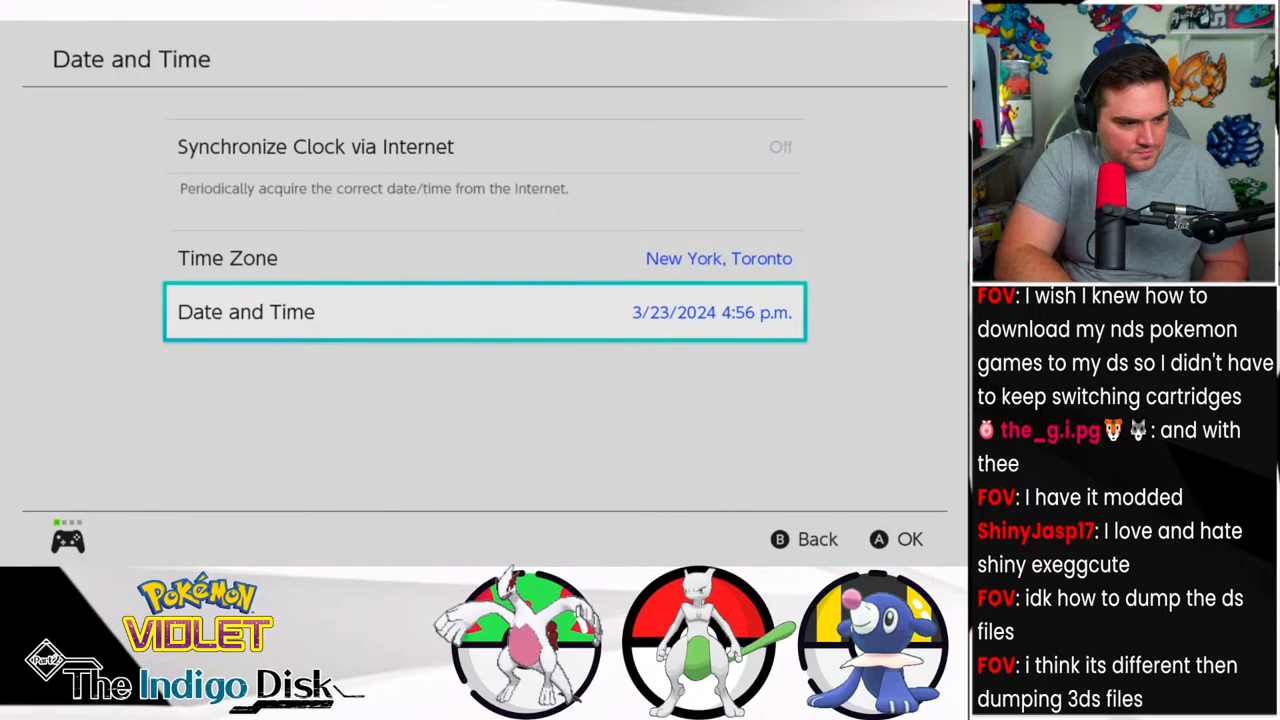 Date and Time
Synchronize Clock via Internet Off
Periodically acquire the correct date/time from the Internet.
Time Zone New York, Toronto
Date and Time 3/23/2024 4:56 p.m.
B Back A OK
POKéMON
VIOLET
Part 2
The Indigo Disk
FOV: I wish I knew how to
download my nds pokemon
games to my ds so I didn't have
to keep switching cartridges
the_g.i.pg: and with
thee
FOV: I have it modded
ShinyJasp17: I love and hate
shiny exeggcute
FOV: idk how to dump the ds
files
FOV: i think its different then
dumping 3ds files